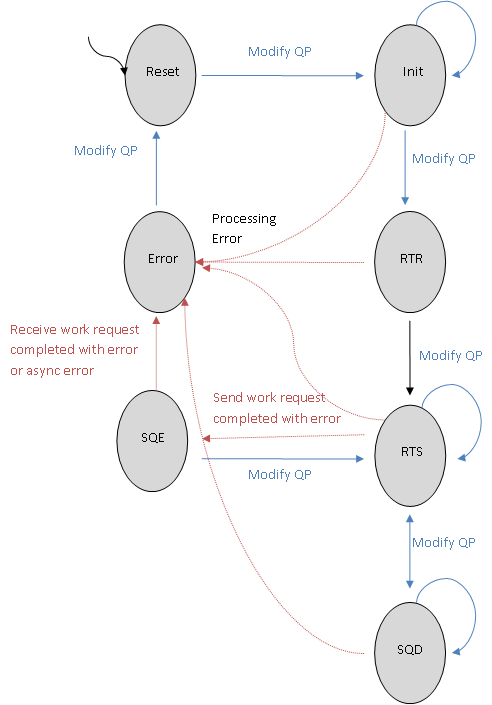 Modify QP
Reset
Init
Modify QP
Modify QP
Processing
Error
Error
RTR
Receive work request
completed with error
or async error
Modify QP
Send work request
completed with error
SQE
RTS
Modify QP
Modify QP
SQD